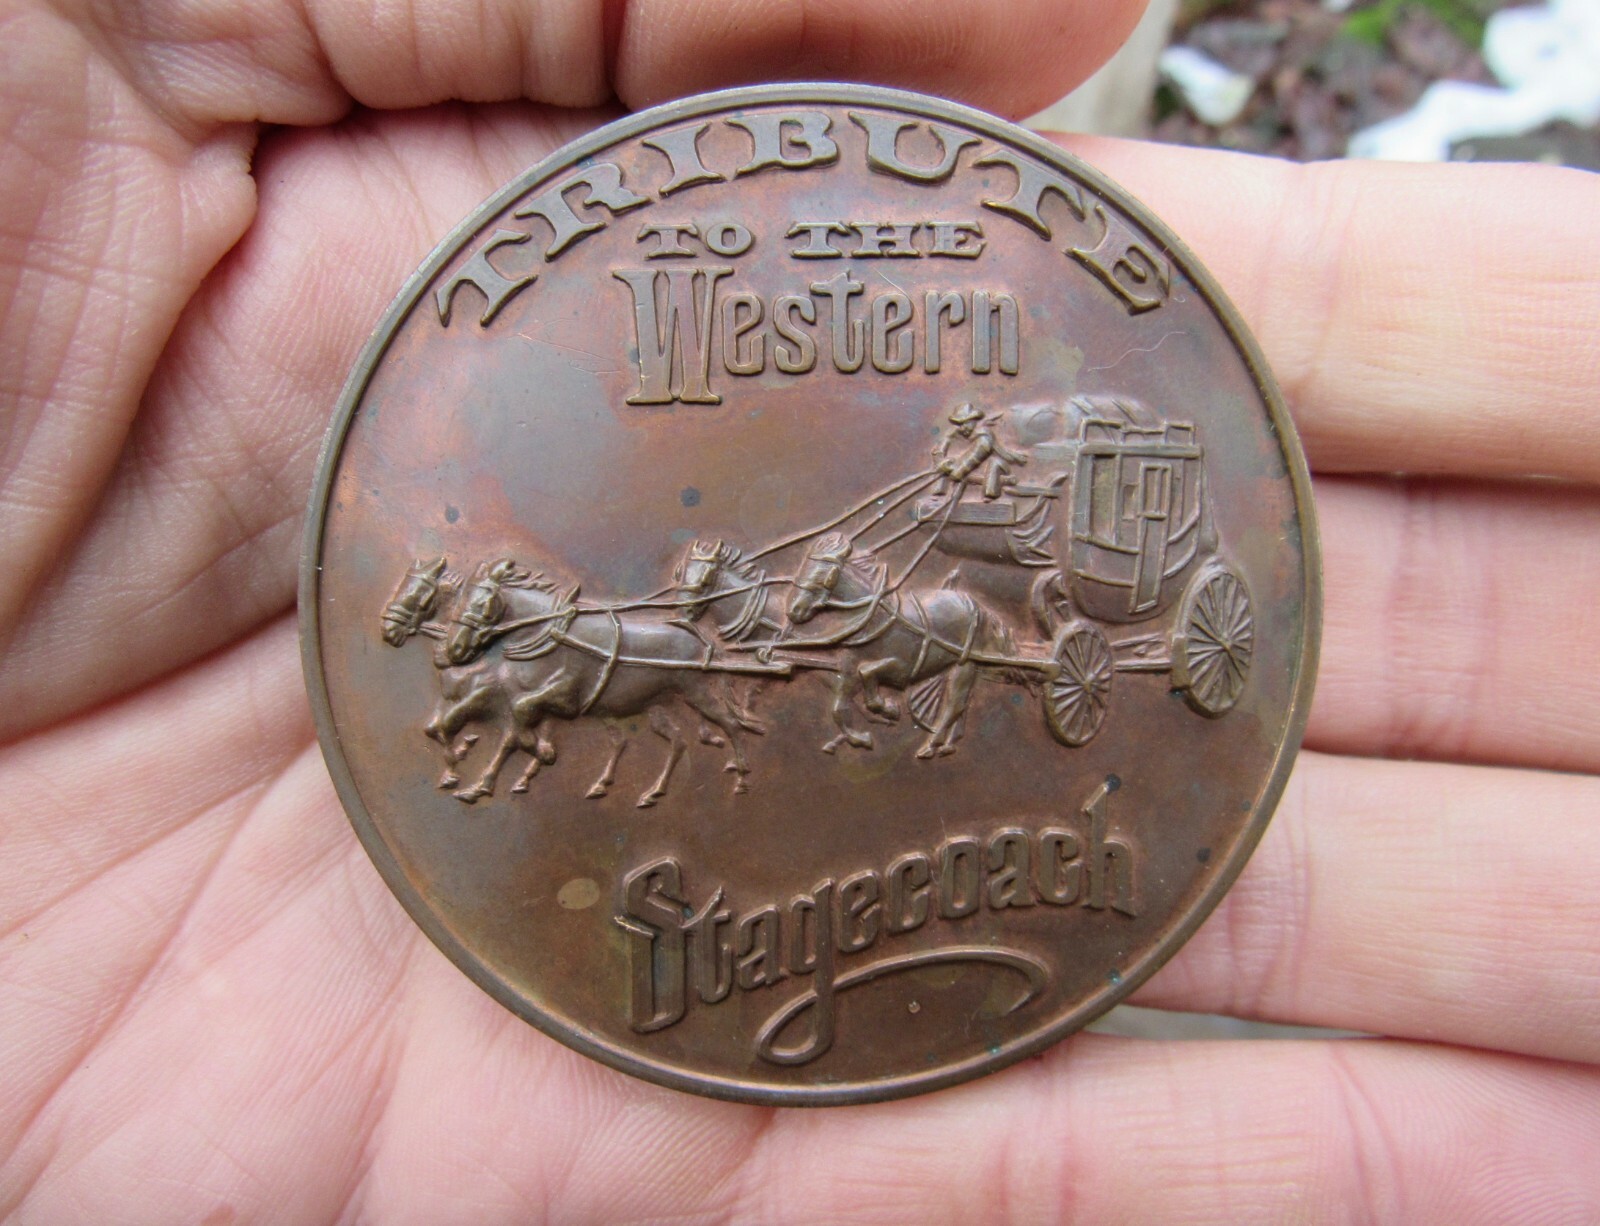 TRIBUTE
TO THE
Western
Stagecoach